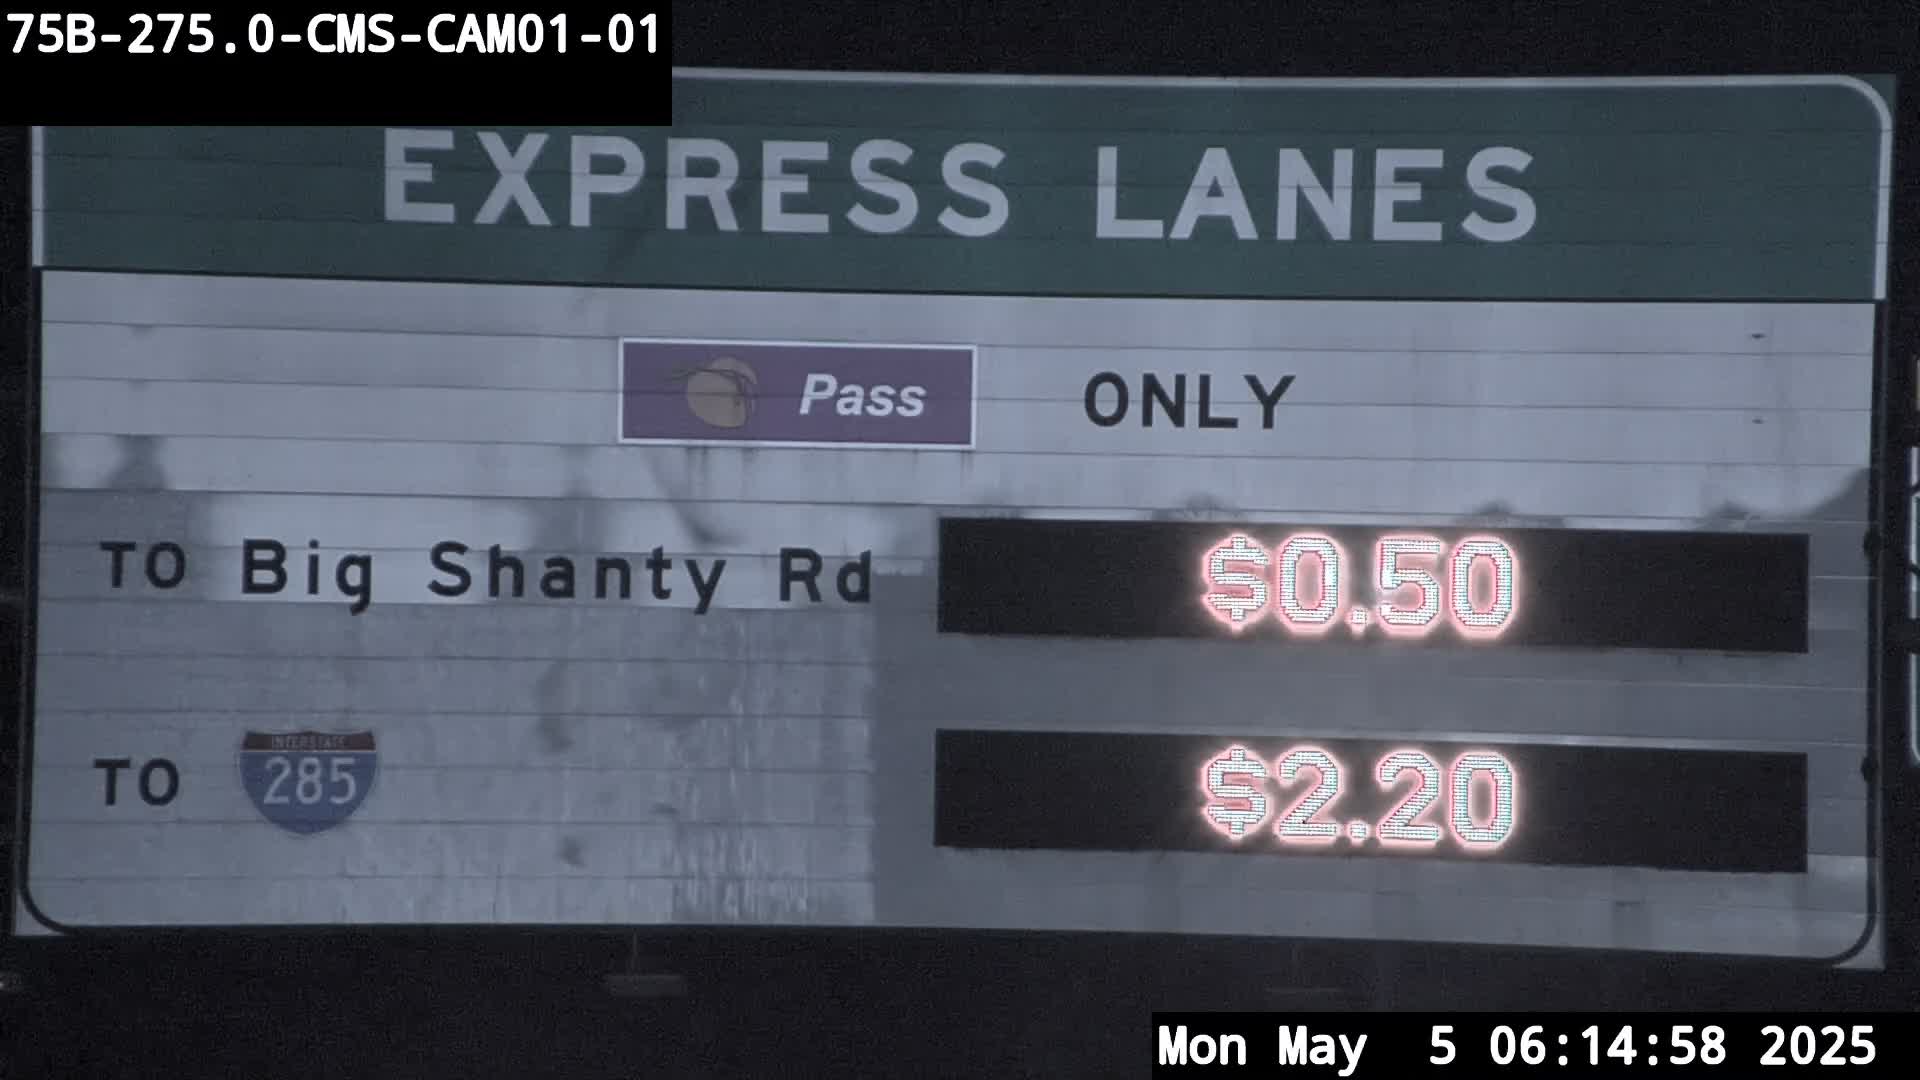 75B-275.0-CMS-CAM01-01
EXPRESS LANES
Pass ONLY
TO Big Shanty Rd $0.50
INTERSTATE
TO 285 $2.20
Mon May 5 06:14:58 2025